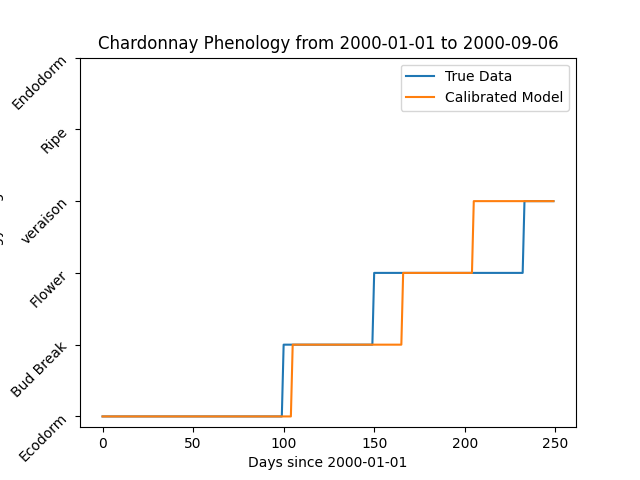 Chardonnay Phenology from 2000-01-01 to 2000-09-06
True Data
Calibrated Model
Endodorm
Ripe
veraison
Flower
Bud Break
Ecodorm
0 50 100 150 200 250
Days since 2000-01-01